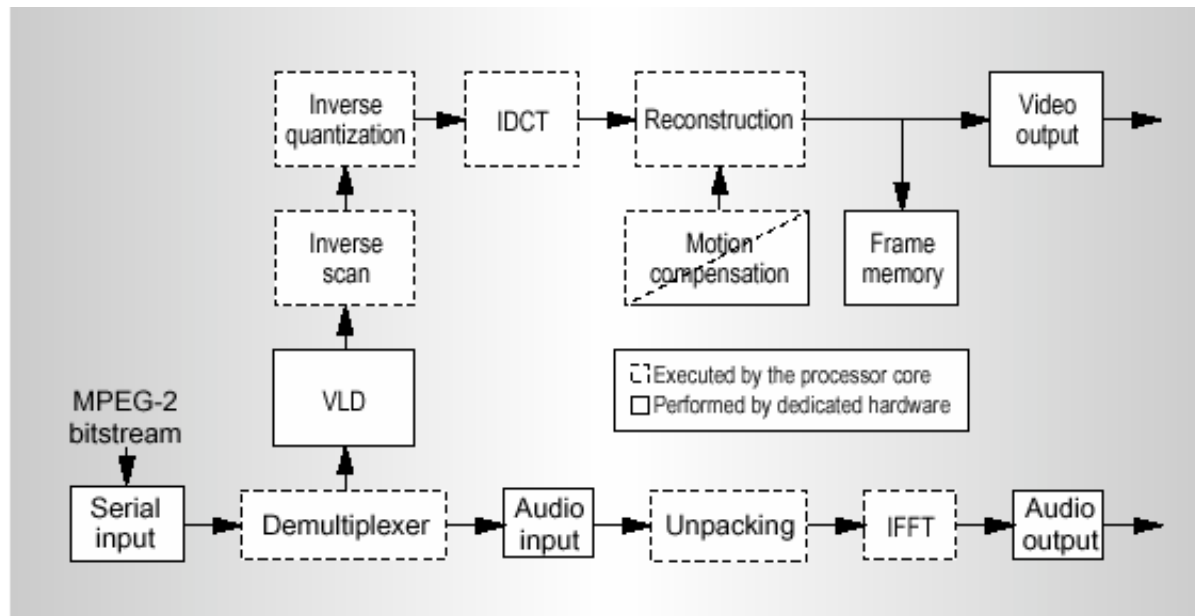 Inverse
quantization
IDCT
Reconstruction
Video
output
Inverse
scan
Motion
compensation
Frame
memory
VLD
Executed by the processor core
Performed by dedicated hardware
MPEG-2
bitstream
Serial
input
Demultiplexer
Audio
input
Unpacking
IFFT
Audio
output